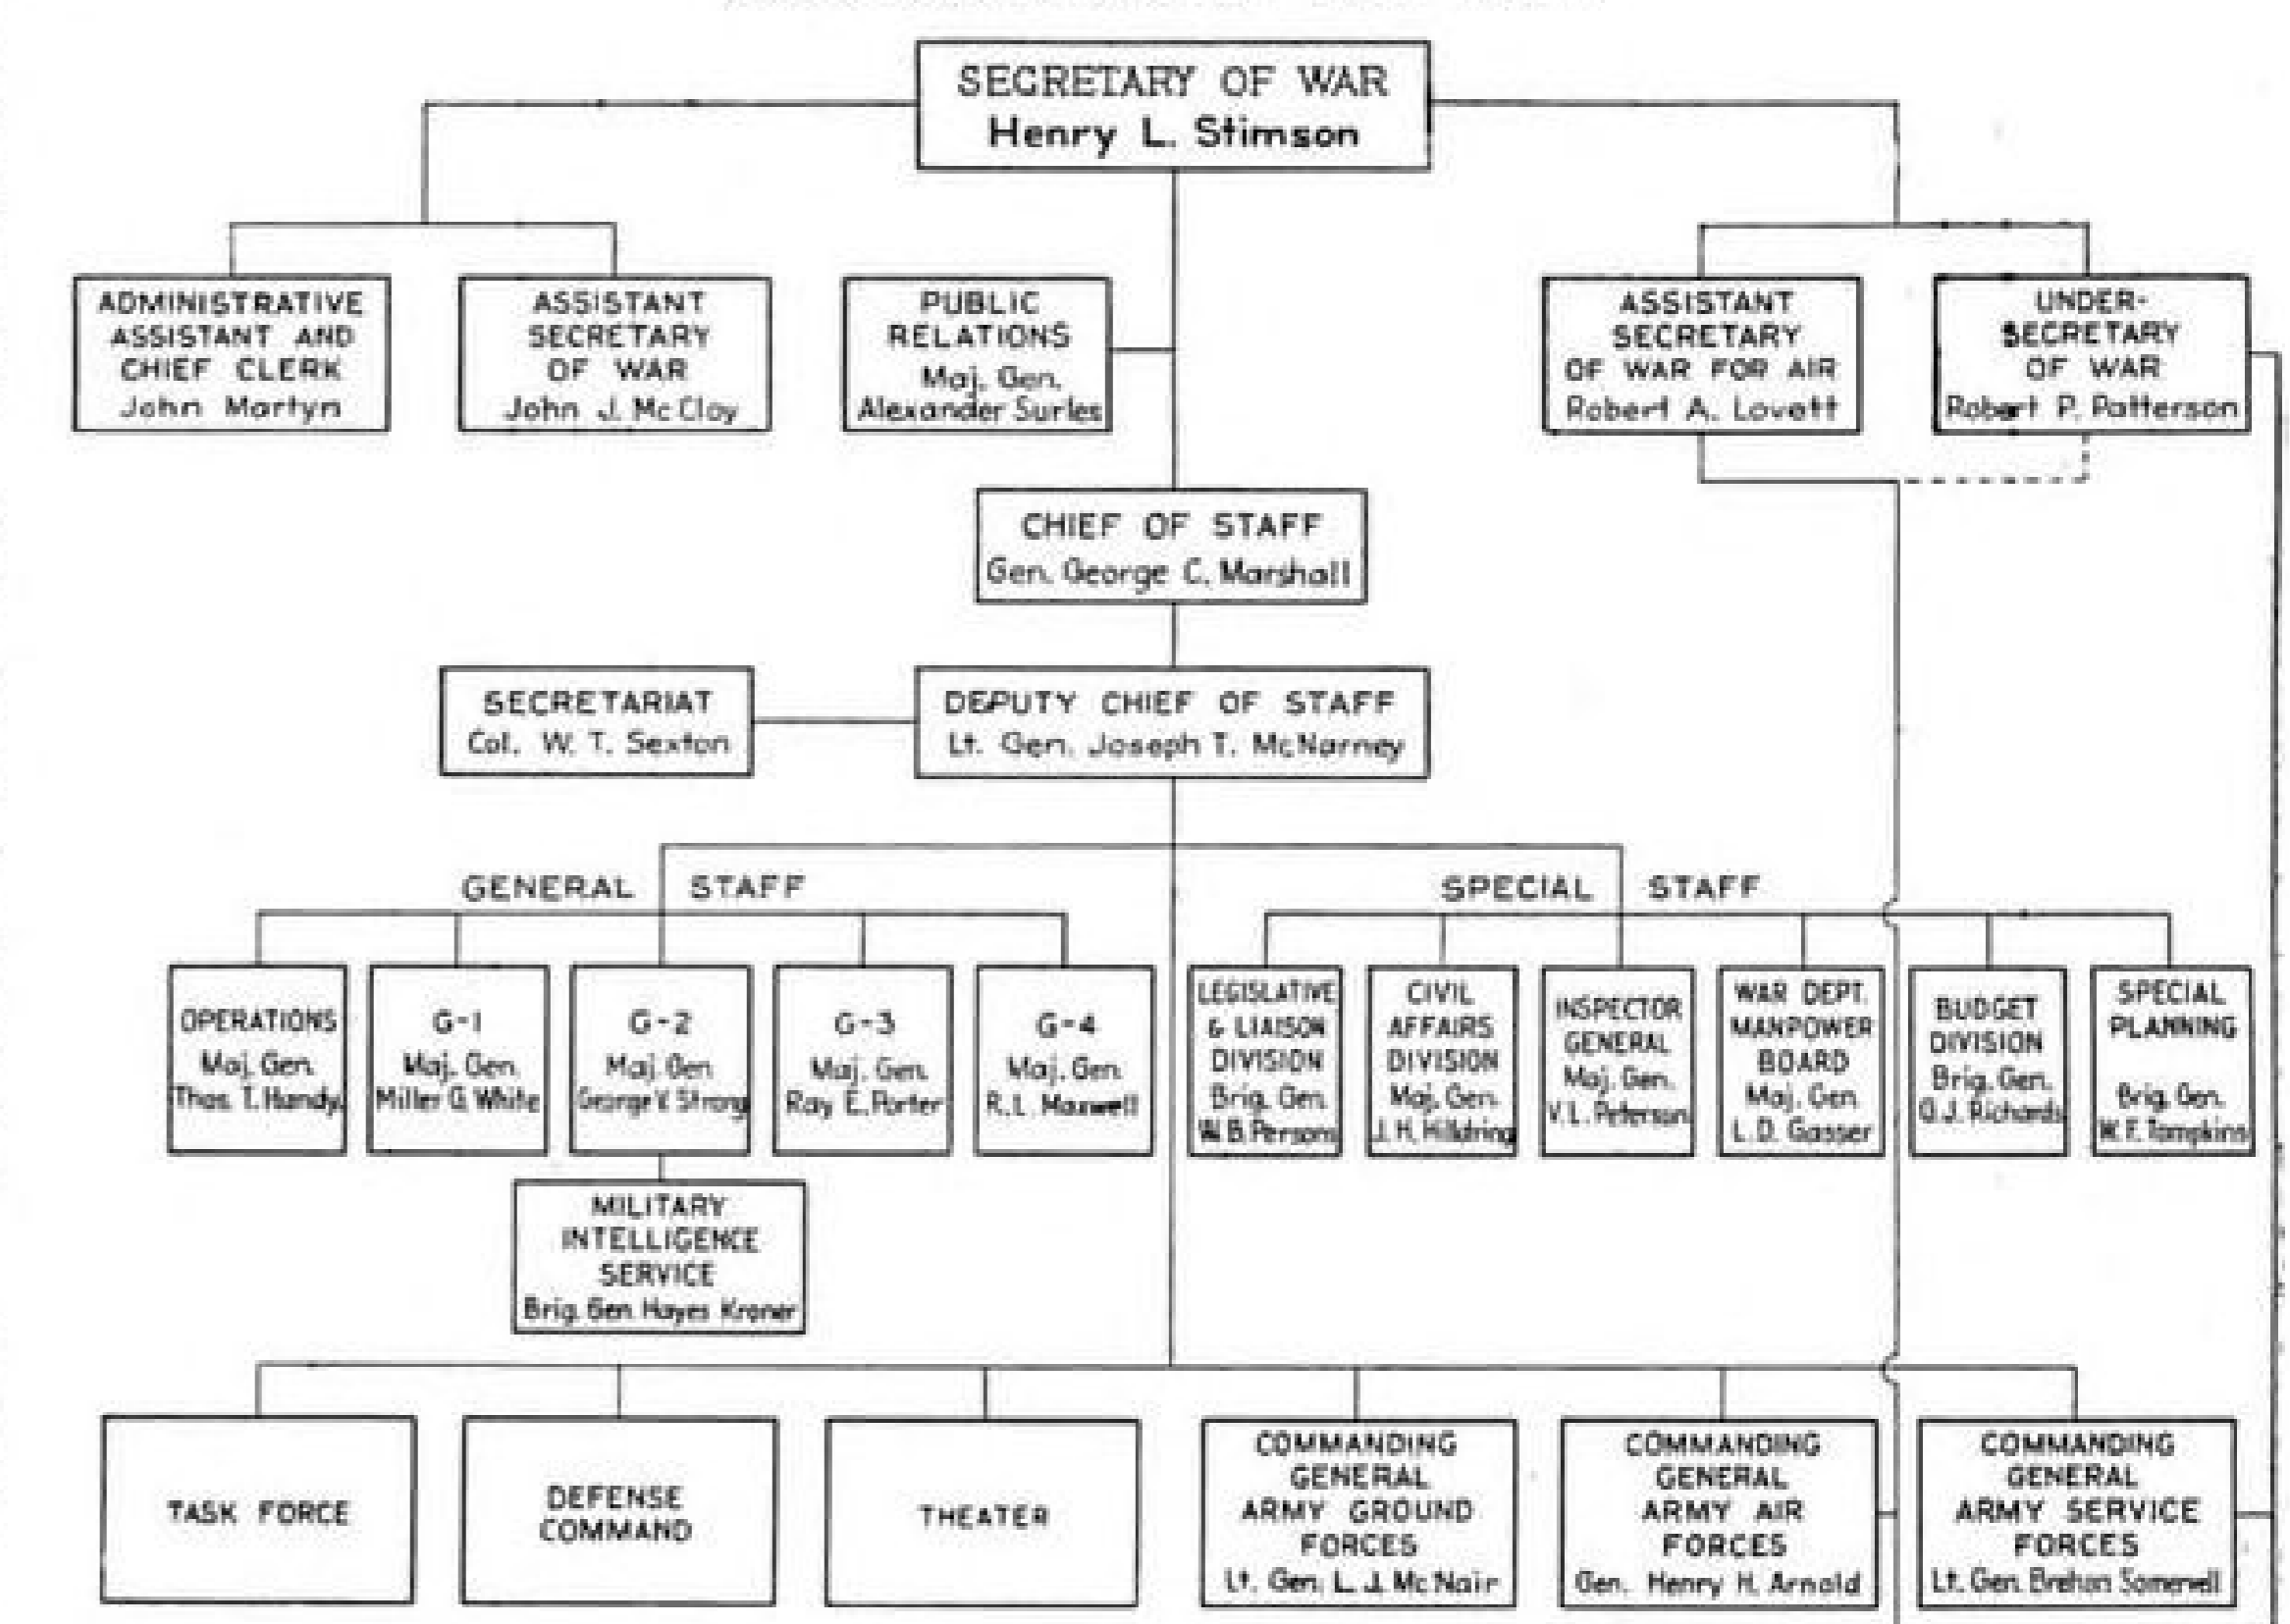 SECRETARY OF WAR
Henry L. Stimson
ADMINISTRATIVE
ASSISTANT AND
CHIEF CLERK
John Martyn
ASSISTANT
SECRETARY
OF WAR
John J. McCloy
PUBLIC
RELATIONS
Maj. Gen.
Alexander Surles
ASSISTANT
SECRETARY
OF WAR FOR AIR
Robert A. Lovett
UNDER-
SECRETARY
OF WAR
Robert P. Patterson
CHIEF OF STAFF
Gen. George C. Marshall
SECRETARIAT
Col. W. T. Sexton
DEPUTY CHIEF OF STAFF
Lt. Gen. Joseph T. McNarney
GENERAL STAFF
SPECIAL STAFF
OPERATIONS
Maj. Gen.
Thos. T. Handy.
G-1
Maj. Gen.
Miller G. White
G-2
Maj. Gen
George V. Strong
G-3
Maj. Gen.
Ray E. Porter
G-4
Maj. Gen
R. L. Maxwell
LEGISLATIVE
& LIAISON
DIVISION
Brig. Gen.
W. B. Persons
CIVIL
AFFAIRS
DIVISION
Maj. Gen.
J. H. Hilldring
INSPECTOR
GENERAL
Maj. Gen.
V. L. Peterson
WAR DEPT.
MANPOWER
BOARD
Maj. Gen
L. D. Gasser
BUDGET
DIVISION
Brig. Gen.
G. J. Richards
SPECIAL
PLANNING
Brig. Gen.
W. F. Tompkins
MILITARY
INTELLIGENCE
SERVICE
Brig. Gen. Hayes Kroner
TASK FORCE
DEFENSE
COMMAND
THEATER
COMMANDING
GENERAL
ARMY GROUND
FORCES
Lt. Gen. L. J. McNair
COMMANDING
GENERAL
ARMY AIR
FORCES
Gen. Henry H. Arnold
COMMANDING
GENERAL
ARMY SERVICE
FORCES
Lt. Gen. Brehon Somervell